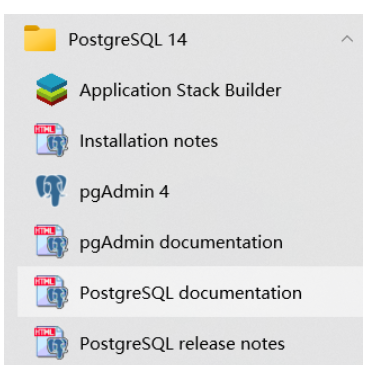 PostgreSQL 14
Application Stack Builder
HTML
Installation notes
pgAdmin 4
HTML
pgAdmin documentation
HTML
PostgreSQL documentation
HTML
PostgreSQL release notes